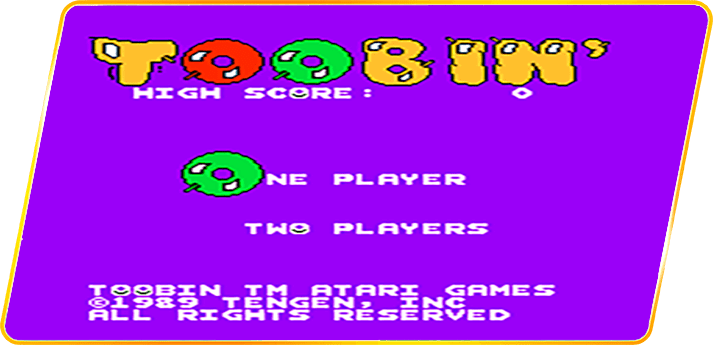 TOOBIN'
HIGH SCORE: 0
ONE PLAYER
TWO PLAYERS
TOOBIN TM ATARI GAMES
©1989 TENGEN, INC
ALL RIGHTS RESERVED